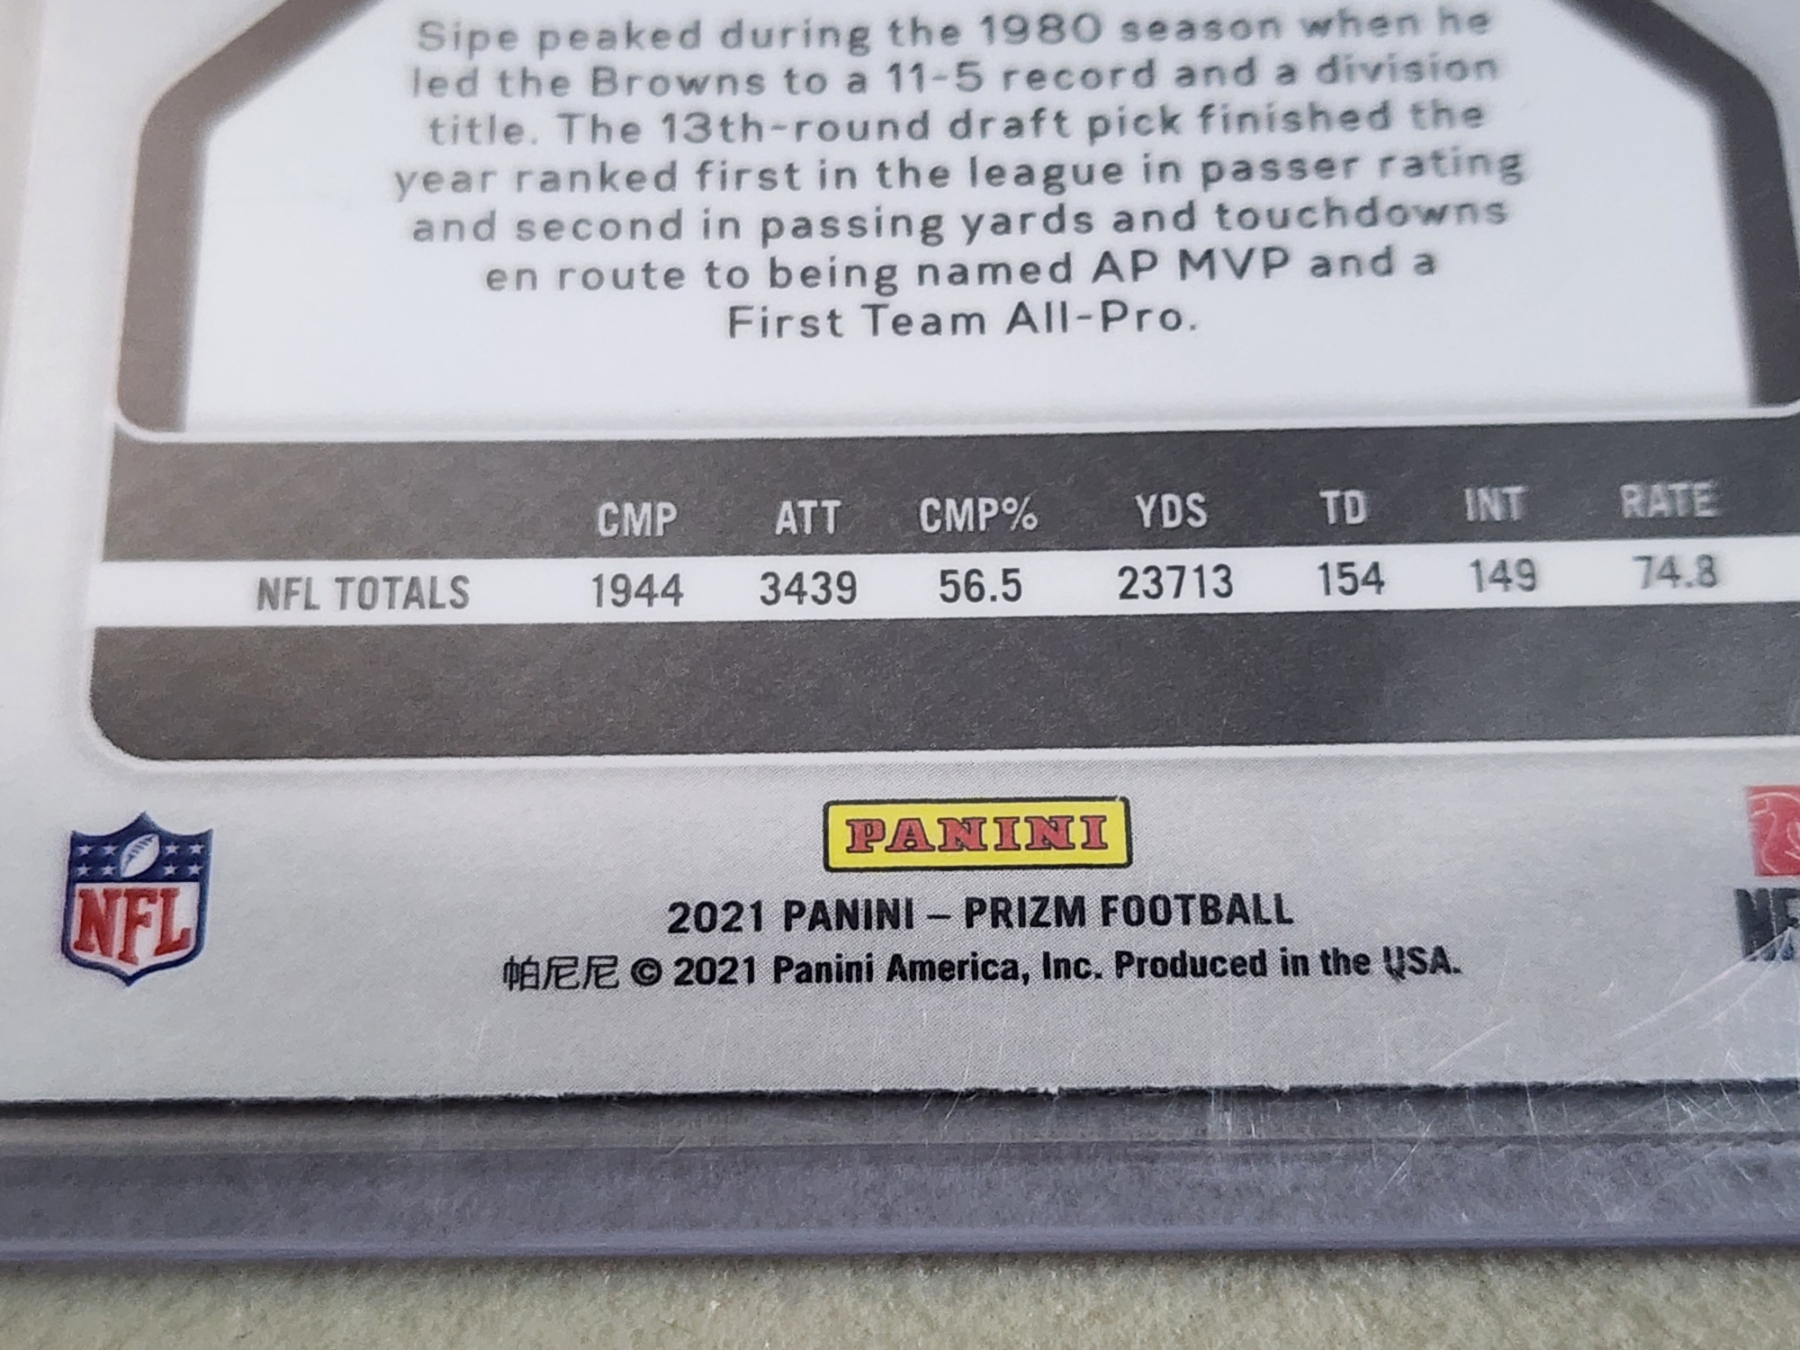 Sipe peaked during the 1980 season when he
led the Browns to a 11-5 record and a division
title. The 13th-round draft pick finished the
year ranked first in the league in passer rating
and second in passing yards and touchdowns
en route to being named AP MVP and a
First Team All-Pro.
CMP ATT CMP% YDS TD INT RATE
NFL TOTALS 1944 3439 56.5 23713 154 149 74.8
PANINI
NFL
2021 PANINI – PRIZM FOOTBALL
帕尼尼 © 2021 Panini America, Inc. Produced in the USA.